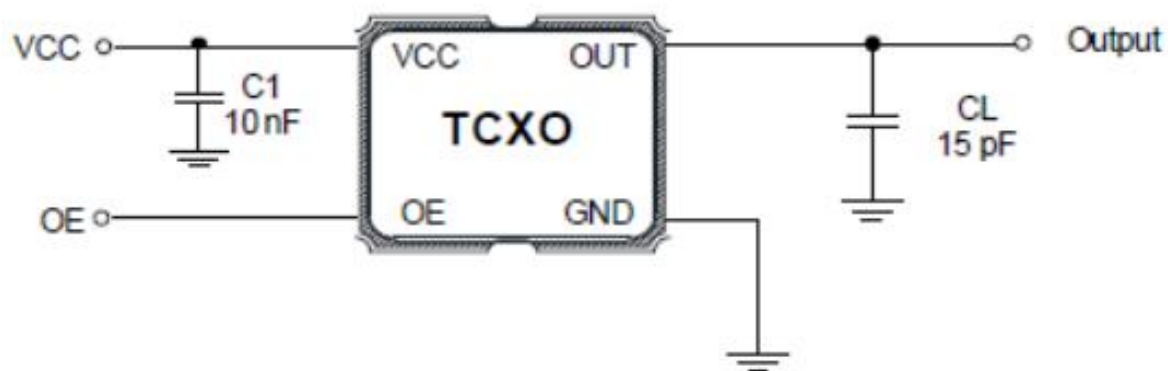 VCC
VCC
OUT
Output
C1
10 nF
TCXO
CL
15 pF
OE
OE
GND